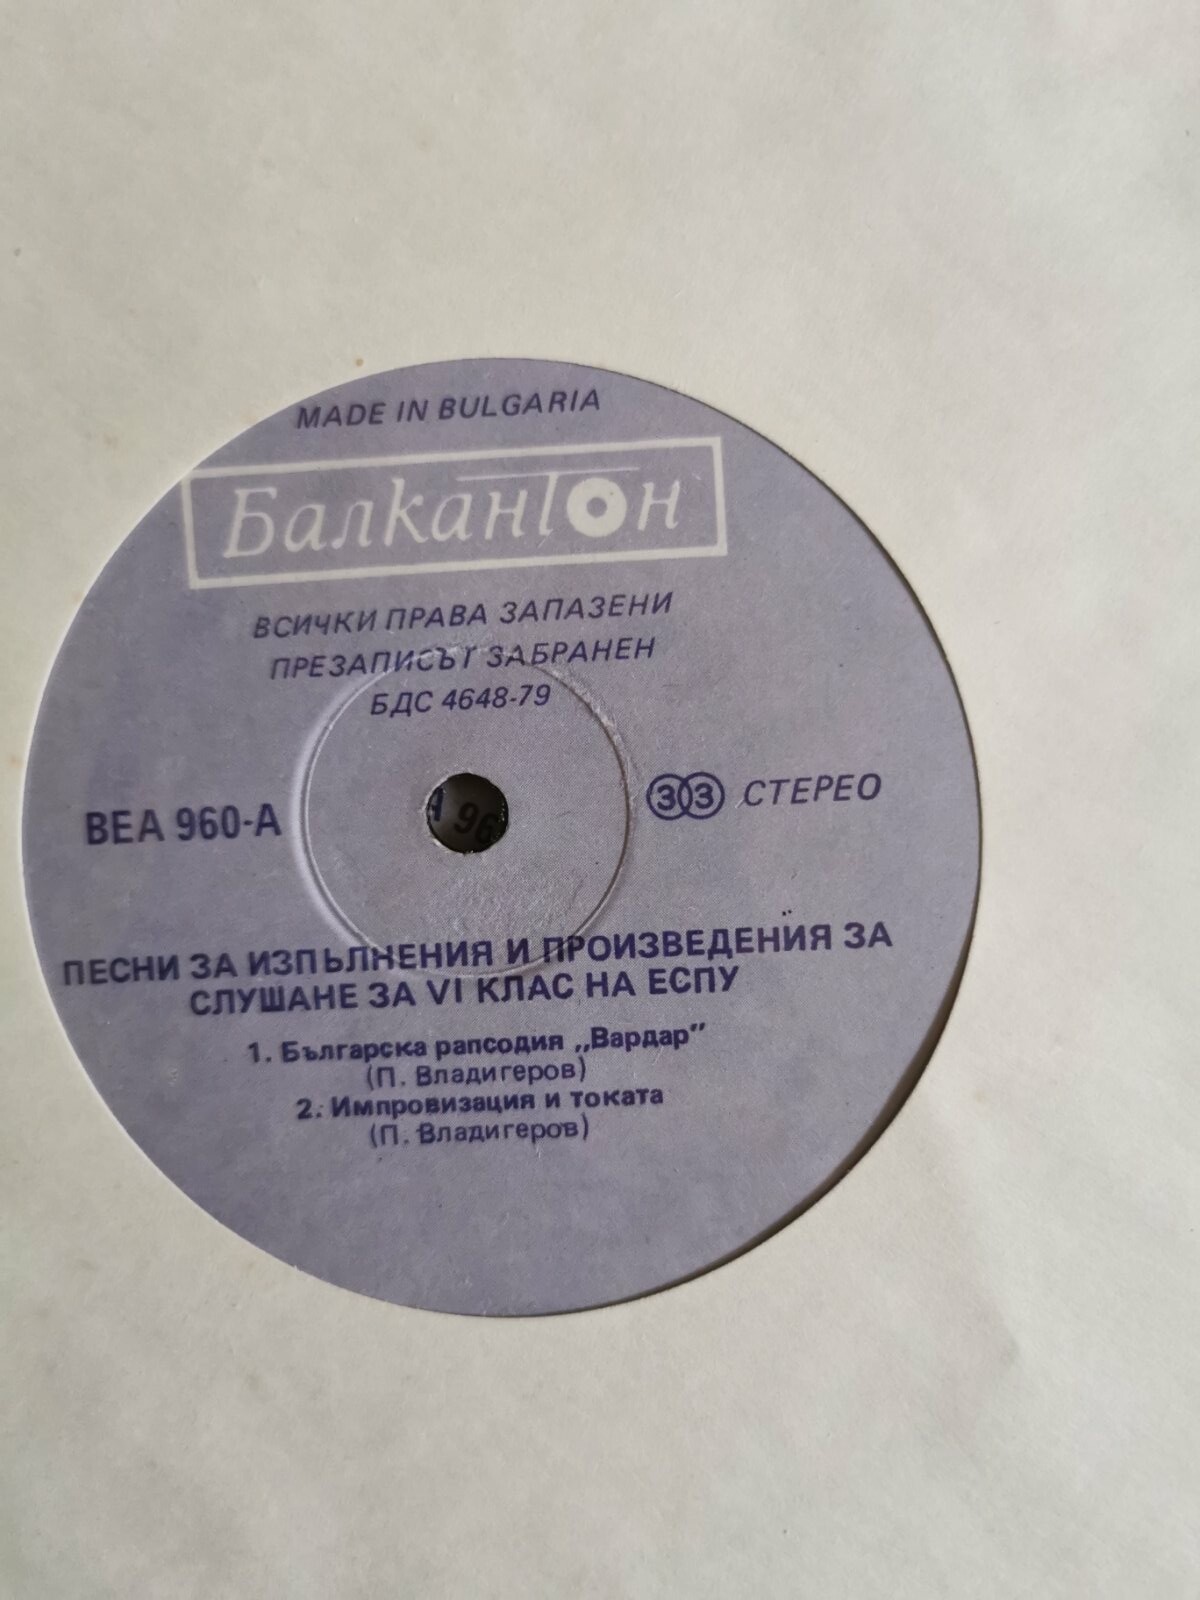 MADE IN BULGARIA
Балкантон
ВСИЧКИ ПРАВА ЗАПАЗЕНИ
ПРЕЗАПИСЪТ ЗАБРАНЕН
БДС 4648-79
ВЕА 960-А
А 96
33 СТЕРЕО
ПЕСНИ ЗА ИЗПЪЛНЕНИЯ И ПРОИЗВЕДЕНИЯ ЗА
СЛУШАНЕ ЗА VI КЛАС НА ЕСПУ
1. Българска рапсодия „Вардар"
(П. Владигеров)
2. Импровизация и токата
(П. Владигеров)